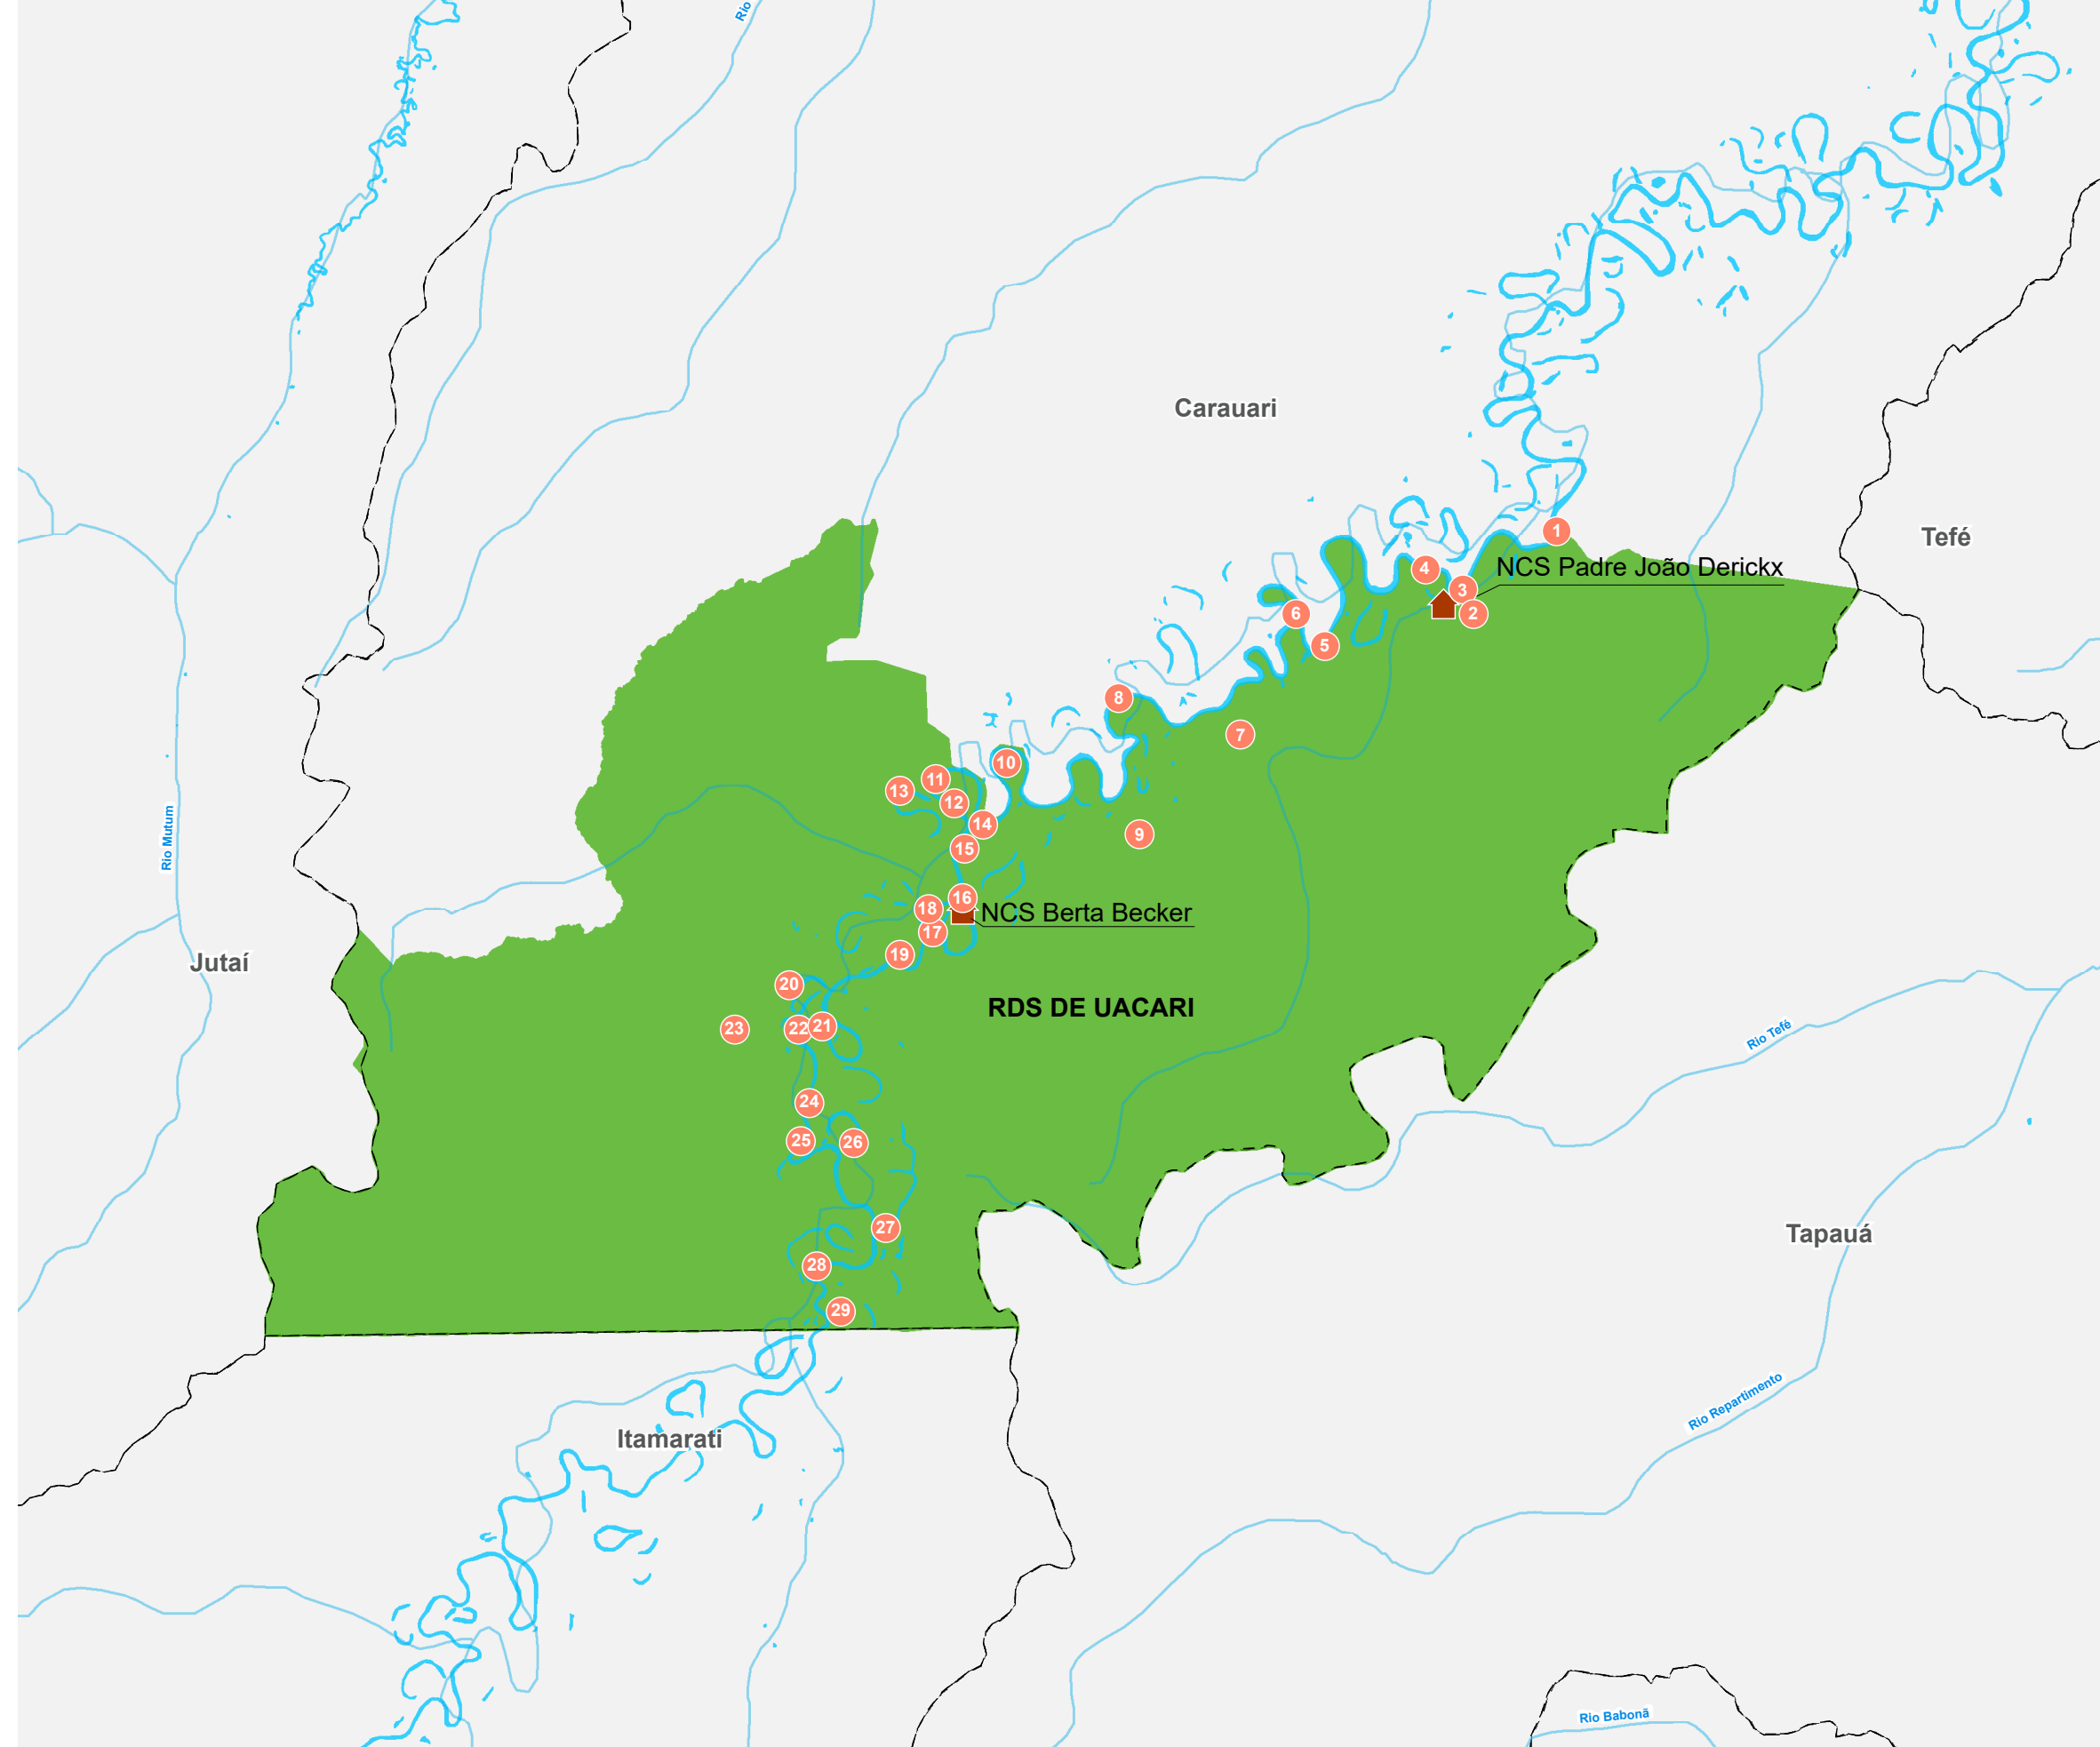 Rio
Carauari
1
Tefé
NCS Padre João Derickx
4
3
2
6
5
8
7
10
11
13
12
14
15
9
Rio Mutum
16
18
NCS Berta Becker
17
19
Jutaí
20
RDS DE UACARI
23
22
21
Rio Tefé
24
25
26
27
Tapauá
28
29
Rio Repartimento
Itamarati
Rio Babonã